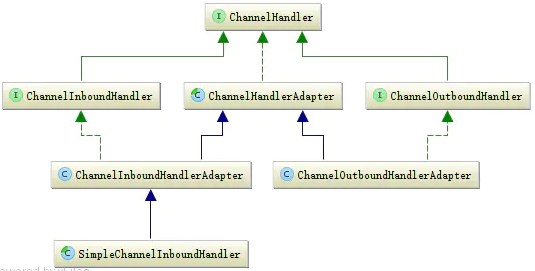 I ChannelHandler
I ChannelInboundHandler
C ChannelHandlerAdapter
I ChannelOutboundHandler
C ChannelInboundHandlerAdapter
C ChannelOutboundHandlerAdapter
C SimpleChannelInboundHandler